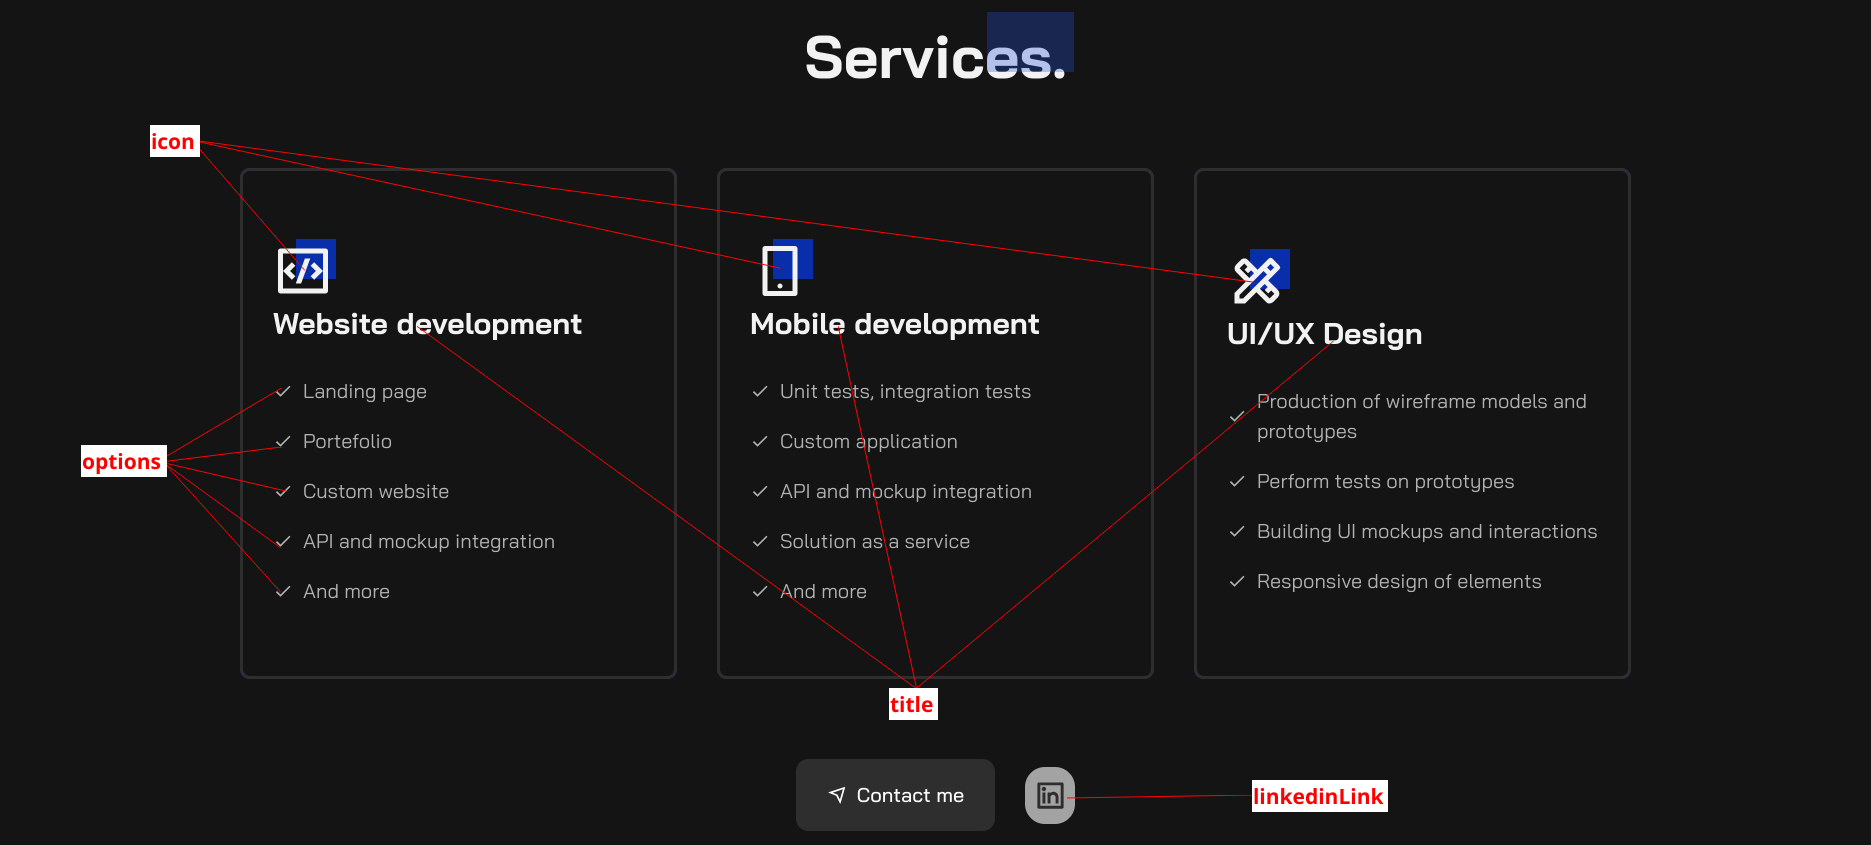 Services.
icon
Website development
Landing page
Portefolio
Custom website
API and mockup integration
And more
Mobile development
Unit tests, integration tests
Custom application
API and mockup integration
Solution as a service
And more
UI/UX Design
Production of wireframe models and
prototypes
Perform tests on prototypes
Building UI mockups and interactions
Responsive design of elements
options
title
Contact me
in
linkedinLink